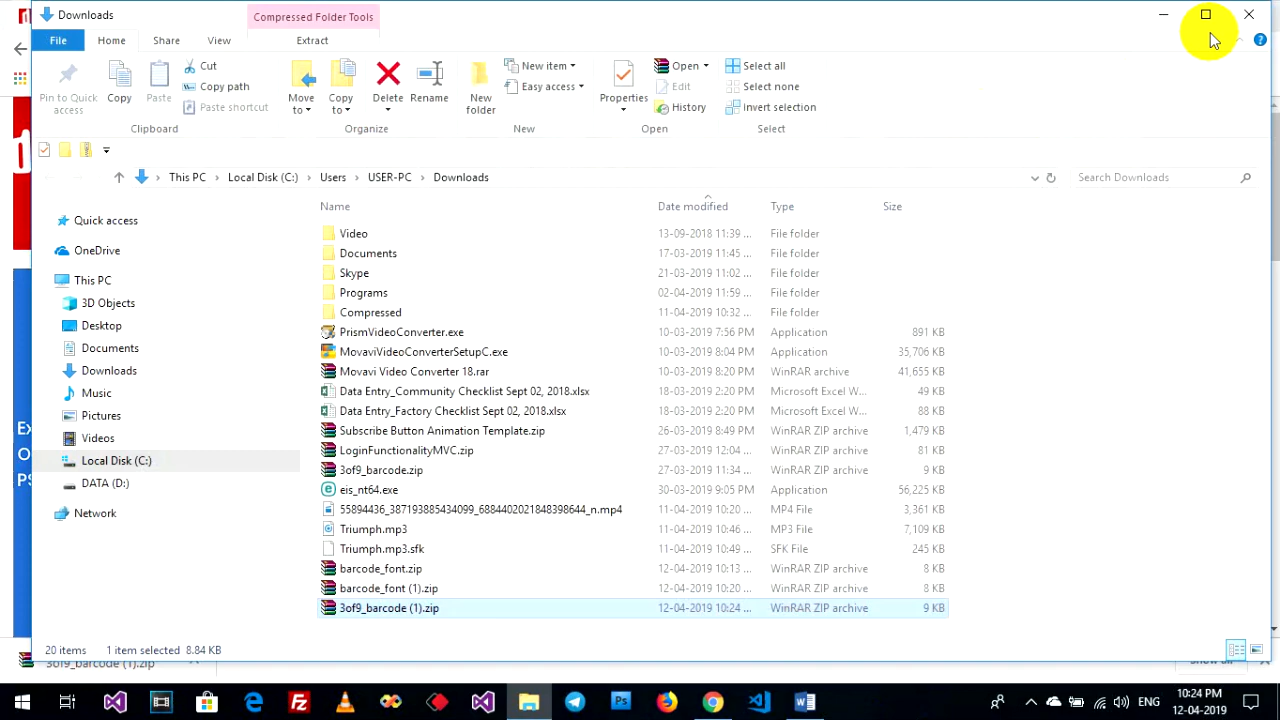 Downloads
Compressed Folder Tools
File Home Share View Extract
Pin to Quick access
Copy
Paste
Cut
Copy path
Paste shortcut
Clipboard
Move to
Copy to
Delete
Rename
Organize
New folder
New item
Easy access
New
Properties
Open
Edit
History
Open
Select all
Select none
Invert selection
Select
This PC > Local Disk (C:) > Users > USER-PC > Downloads
Search Downloads
Quick access
OneDrive
This PC
3D Objects
Desktop
Documents
Downloads
Music
Pictures
Videos
Local Disk (C:)
DATA (D:)
Network
Name Date modified Type Size
Video 13-09-2018 11:39 ... File folder
Documents 17-03-2019 11:45 ... File folder
Skype 21-03-2019 11:02 ... File folder
Programs 02-04-2019 11:59 ... File folder
Compressed 11-04-2019 10:32 ... File folder
PrismVideoConverter.exe 10-03-2019 7:56 PM Application 891 KB
MovaviVideoConverterSetupC.exe 10-03-2019 8:04 PM Application 35,706 KB
Movavi Video Converter 18.rar 10-03-2019 8:20 PM WinRAR archive 41,655 KB
Data Entry_Community Checklist Sept 02, 2018.xlsx 18-03-2019 2:20 PM Microsoft Excel W... 49 KB
Data Entry_Factory Checklist Sept 02, 2018.xlsx 18-03-2019 2:20 PM Microsoft Excel W... 88 KB
Subscribe Button Animation Template.zip 26-03-2019 8:49 PM WinRAR ZIP archive 1,479 KB
LoginFunctionalityMVC.zip 27-03-2019 12:04 ... WinRAR ZIP archive 81 KB
3of9_barcode.zip 27-03-2019 11:34 ... WinRAR ZIP archive 9 KB
eis_nt64.exe 30-03-2019 9:05 PM Application 56,225 KB
55894436_387193885434099_6884402021848398644_n.mp4 11-04-2019 10:20 ... MP4 File 3,361 KB
Triumph.mp3 11-04-2019 10:46 ... MP3 File 7,109 KB
Triumph.mp3.sfk 11-04-2019 10:49 ... SFK File 245 KB
barcode_font.zip 12-04-2019 10:13 ... WinRAR ZIP archive 8 KB
barcode_font (1).zip 12-04-2019 10:20 ... WinRAR ZIP archive 8 KB
3of9_barcode (1).zip 12-04-2019 10:24 ... WinRAR ZIP archive 9 KB
20 items 1 item selected 8.84 KB
3of9_barcode (1).zip
ENG
10:24 PM
12-04-2019